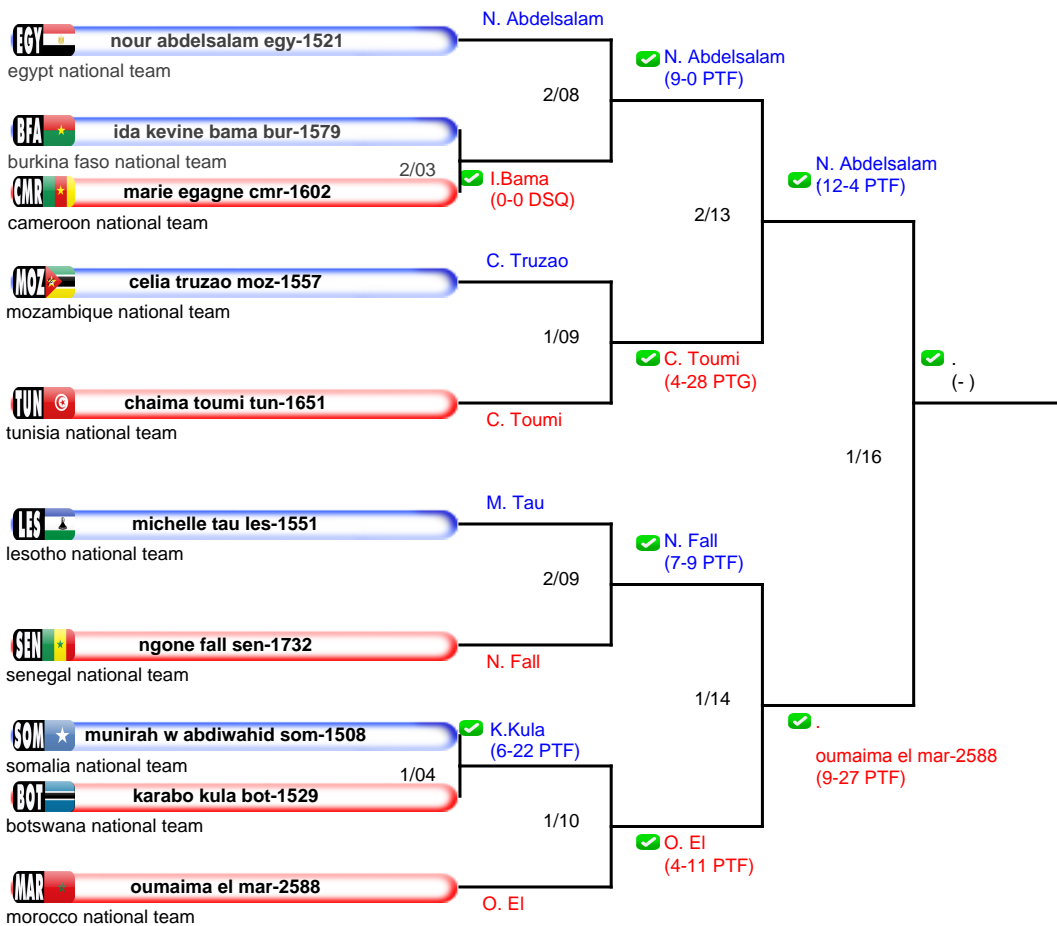 N. Abdelsalam
EGY nour abdelsalam egy-1521
egypt national team
N. Abdelsalam
(9-0 PTF)
2/08
BFA ida kevine bama bur-1579
burkina faso national team
2/03
I.Bama
(0-0 DSQ)
CMR marie egagne cmr-1602
cameroon national team
N. Abdelsalam
(12-4 PTF)
2/13
C. Truzao
MOZ celia truzao moz-1557
mozambique national team
1/09
C. Toumi
(4-28 PTG)
.
(- )
TUN chaima toumi tun-1651
C. Toumi
tunisia national team
1/16
M. Tau
LES michelle tau les-1551
lesotho national team
N. Fall
(7-9 PTF)
2/09
SEN ngone fall sen-1732
N. Fall
senegal national team
1/14
SOM munirah w abdiwahid som-1508
somalia national team
K.Kula
(6-22 PTF)
.
oumaima el mar-2588
(9-27 PTF)
1/04
BOT karabo kula bot-1529
botswana national team
1/10
O. El
(4-11 PTF)
MAR oumaima el mar-2588
O. El
morocco national team